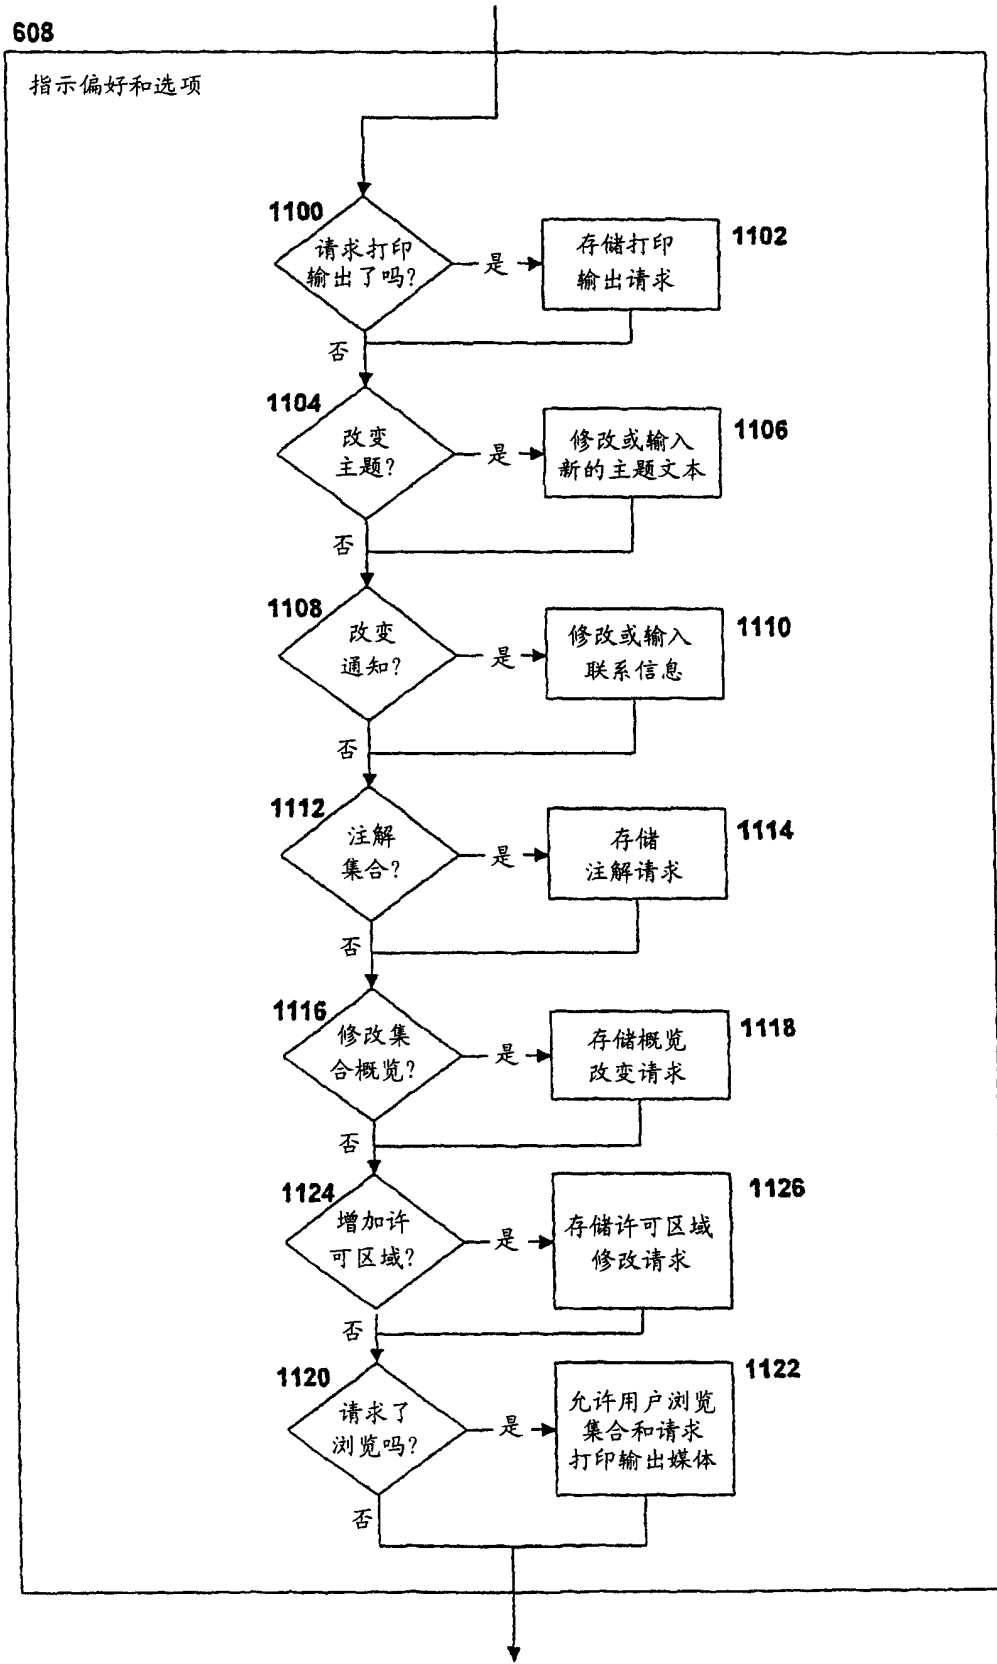 608
指示偏好和选项
1100
请求打印
输出了吗?
是
存储打印
输出请求
1102
否
1104
改变
主题?
是
修改或输入
新的主题文本
1106
否
1108
改变
通知?
是
修改或输入
联系信息
1110
否
1112
注解
集合?
是
存储
注解请求
1114
否
1116
修改集
合概览?
是
存储概览
改变请求
1118
否
1124
增加许
可区域?
是
存储许可区域
修改请求
1126
否
1120
请求了
浏览吗?
是
允许用户浏览
集合和请求
打印输出媒体
1122
否